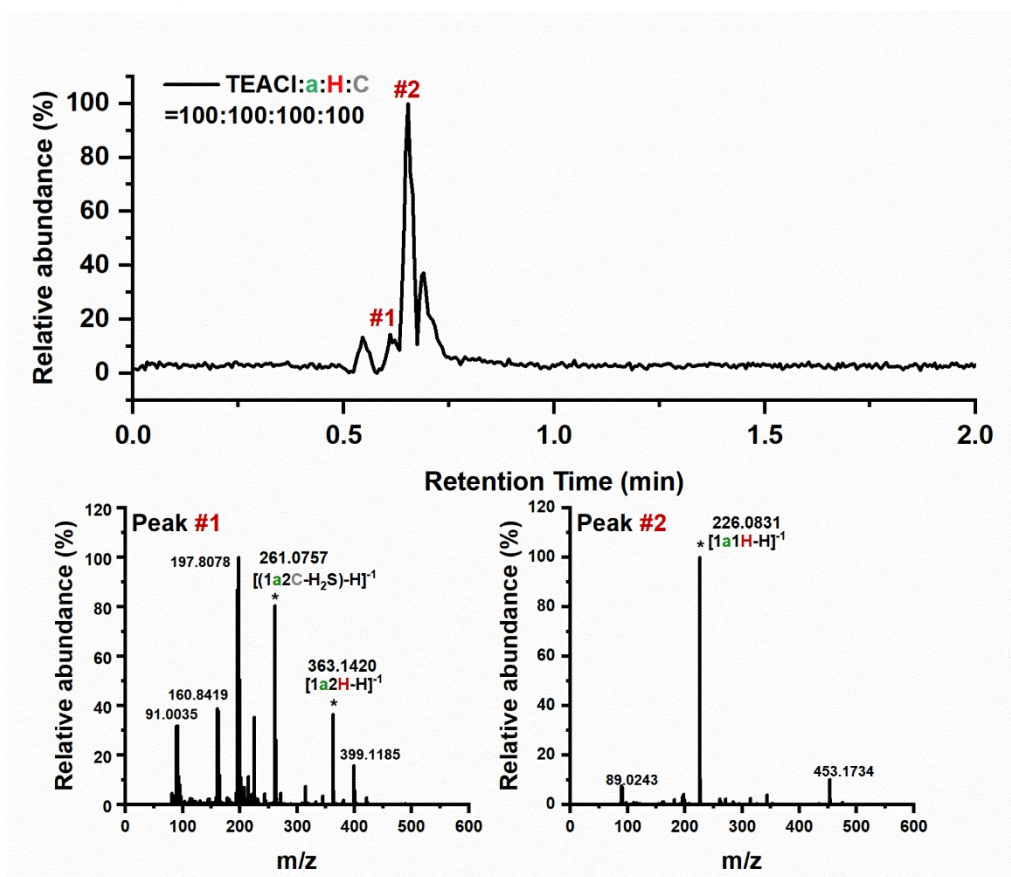 TEACl:a:H:C
=100:100:100:100
#2
#1
Relative abundance (%)
100
80
60
40
20
0
0.0 0.5 1.0 1.5 2.0
Retention Time (min)
Peak #1
Relative abundance (%)
120
100
80
60
40
20
0
197.8078
261.0757
[(1a2C-H₂S)-H]⁻¹
*
363.1420
[1a2H-H]⁻¹
*
160.8419
91.0035
399.1185
0 100 200 300 400 500 600
m/z
Peak #2
Relative abundance (%)
120
100
80
60
40
20
0
226.0831
* [1a1H-H]⁻¹
89.0243
453.1734
0 100 200 300 400 500 600
m/z